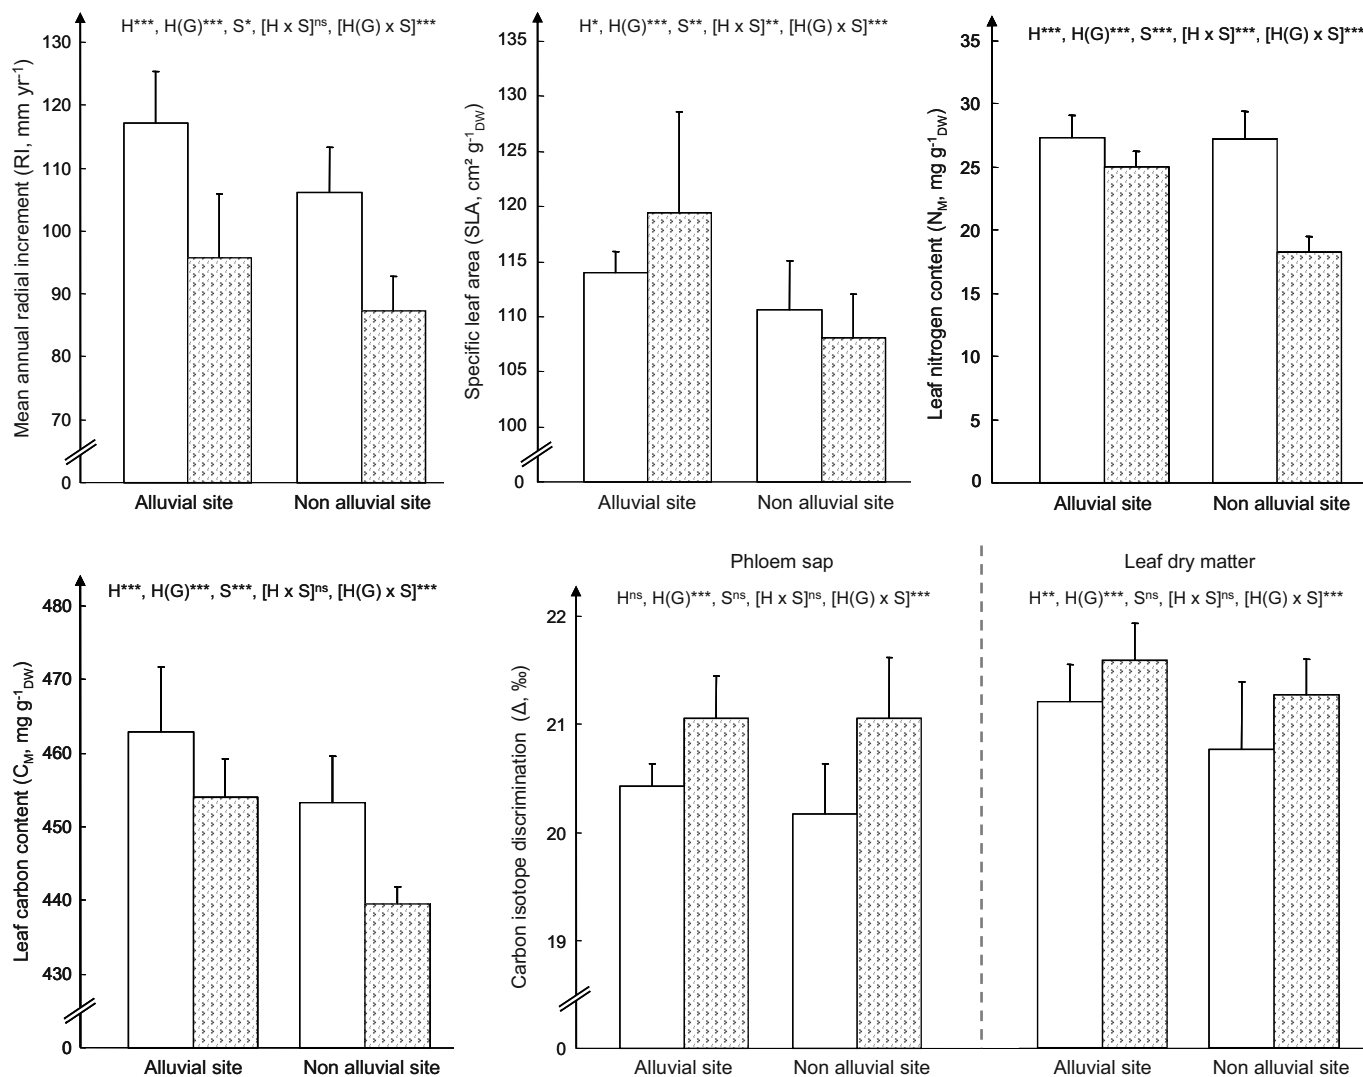 H***, H(G)***, S*, [H x S]ns, [H(G) x S]***
Mean annual radial increment (RI, mm yr-1)
130
120
110
100
90
80
70
0
Alluvial site
Non alluvial site
H*, H(G)***, S**, [H x S]**, [H(G) x S]***
Specific leaf area (SLA, cm² g-1DW)
135
130
125
120
115
110
105
100
0
Alluvial site
Non alluvial site
H***, H(G)***, S***, [H x S]***, [H(G) x S]***
Leaf nitrogen content (NM, mg g-1DW)
35
30
25
20
15
10
5
0
Alluvial site
Non alluvial site
H***, H(G)***, S***, [H x S]ns, [H(G) x S]***
Leaf carbon content (CM, mg g-1DW)
480
470
460
450
440
430
0
Alluvial site
Non alluvial site
Phloem sap
Hns, H(G)***, Sns, [H x S]ns, [H(G) x S]***
Carbon isotope discrimination (Δ, ‰)
22
21
20
19
0
Alluvial site
Non alluvial site
Leaf dry matter
H**, H(G)***, Sns, [H x S]ns, [H(G) x S]***
Alluvial site
Non alluvial site